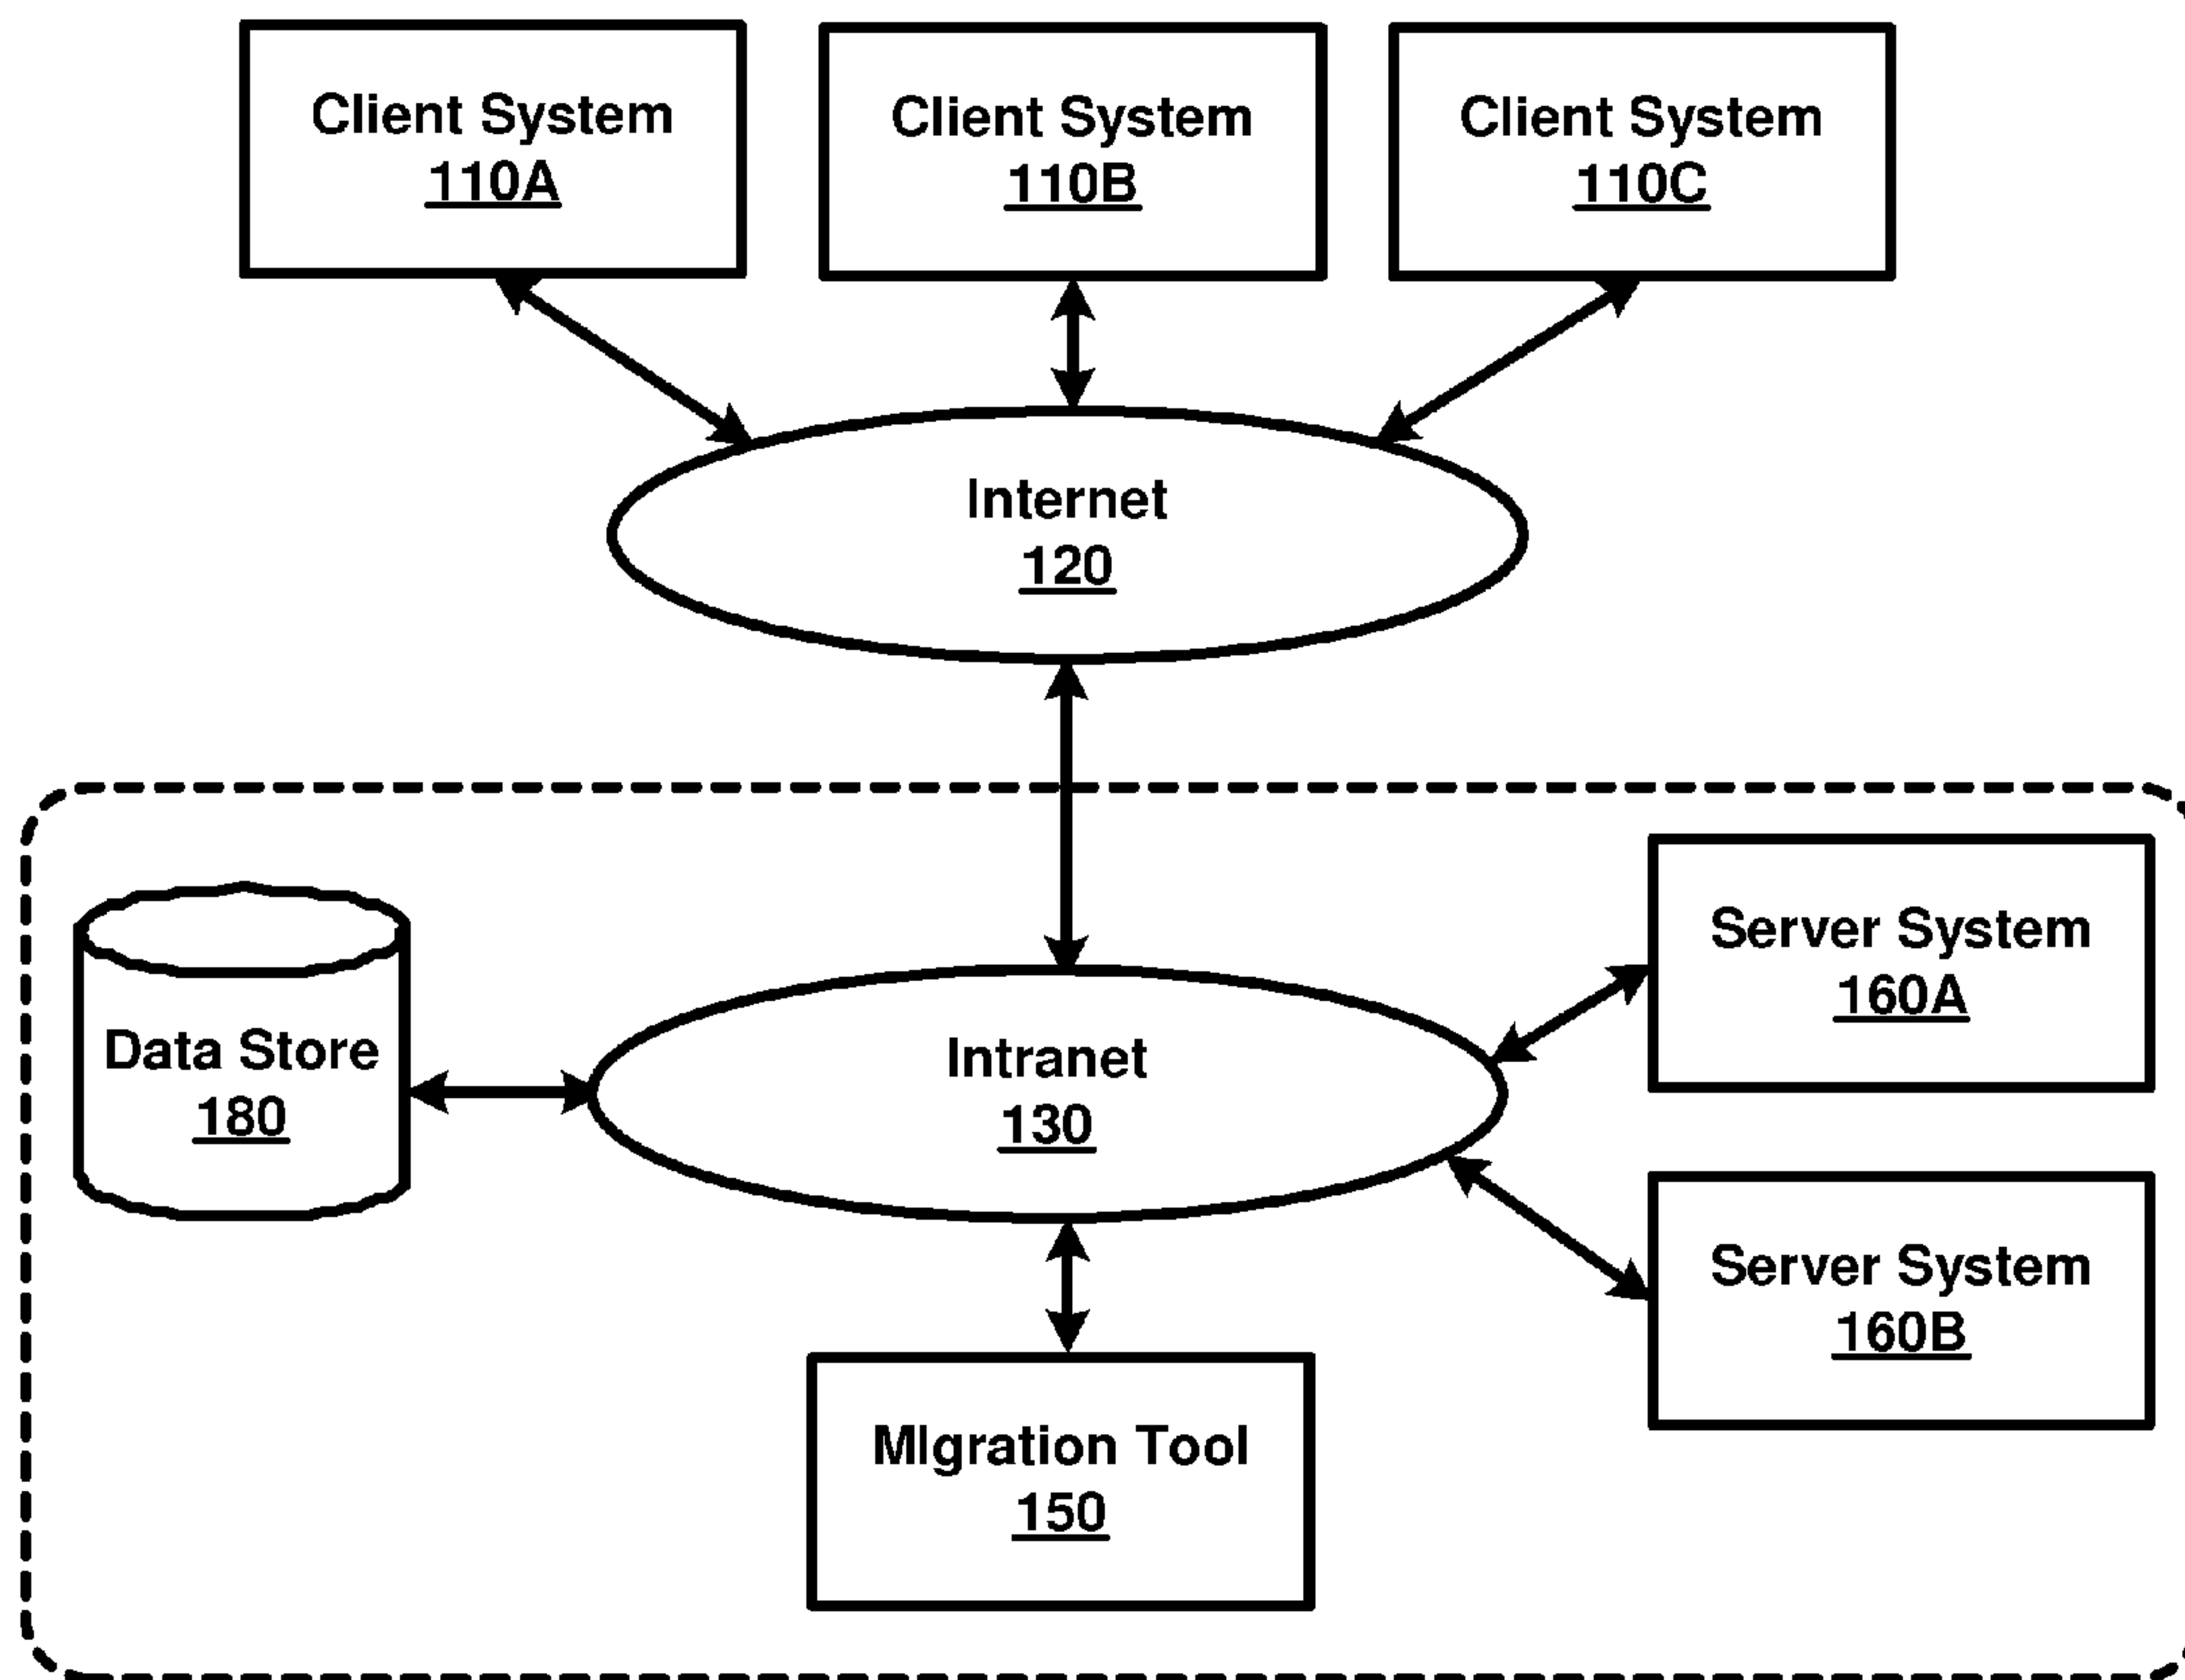 Client System
110A
Client System
110B
Client System
110C
Internet
120
Data Store
180
Intranet
130
Server System
160A
Server System
160B
MIgration Tool
150